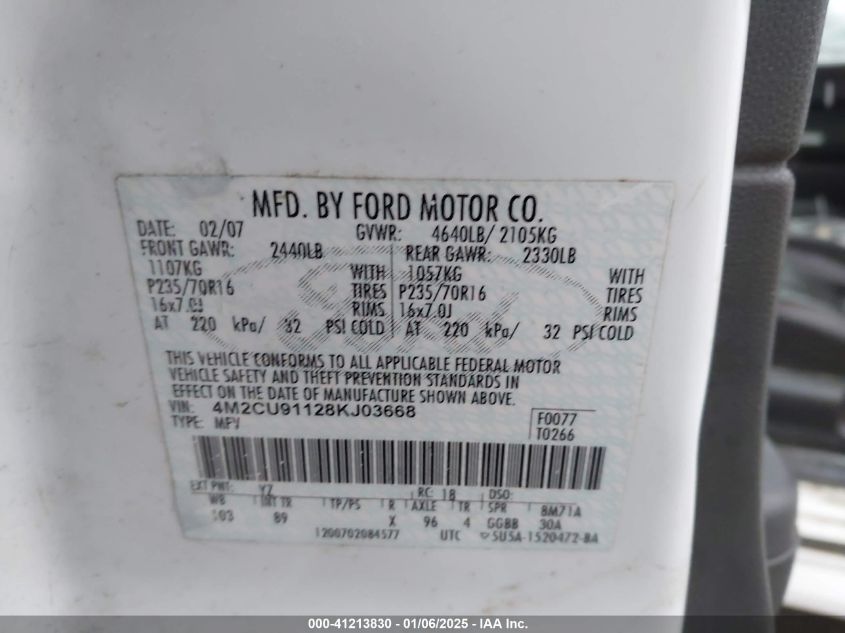 MFD. BY FORD MOTOR CO.
DATE: 02/07 GVWR: 4640LB/ 2105KG
FRONT GAWR: 2440LB REAR GAWR: 2330LB
1107KG WITH 1057KG WITH
P235/70R16 TIRES P235/70R16 TIRES
16x7.0J RIMS 16x7.0J RIMS
AT 220 kPa/ 32 PSI COLD AT 220 kPa/ 32 PSI COLD
THIS VEHICLE CONFORMS TO ALL APPLICABLE FEDERAL MOTOR
VEHICLE SAFETY AND THEFT PREVENTION STANDARDS IN
EFFECT ON THE DATE OF MANUFACTURE SHOWN ABOVE.
VIN: 4M2CU91128KJ03668 F0077
TYPE: MPV T0266
EXT PNT: YZ RC: 18 DSO:
WB INT TR TP/PS R AXLE TR SPR 8M71A
103 89 X 96 4 GGBB 30A
1200702084577 UTC 5U5A-1520472-BA
000-41213830 - 01/06/2025 - IAA Inc.